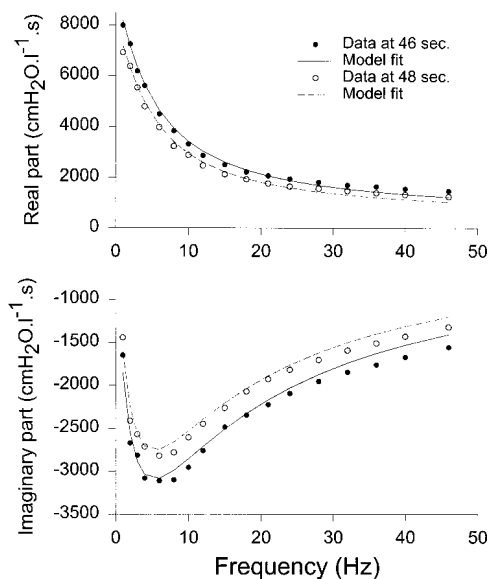 8000
6000
4000
2000
0
Real part (cmH₂O.l⁻¹.s)
Data at 46 sec.
Model fit
Data at 48 sec.
Model fit
0 10 20 30 40 50
-1000
-1500
-2000
-2500
-3000
-3500
Imaginary part (cmH₂O.l⁻¹.s)
0 10 20 30 40 50
Frequency (Hz)